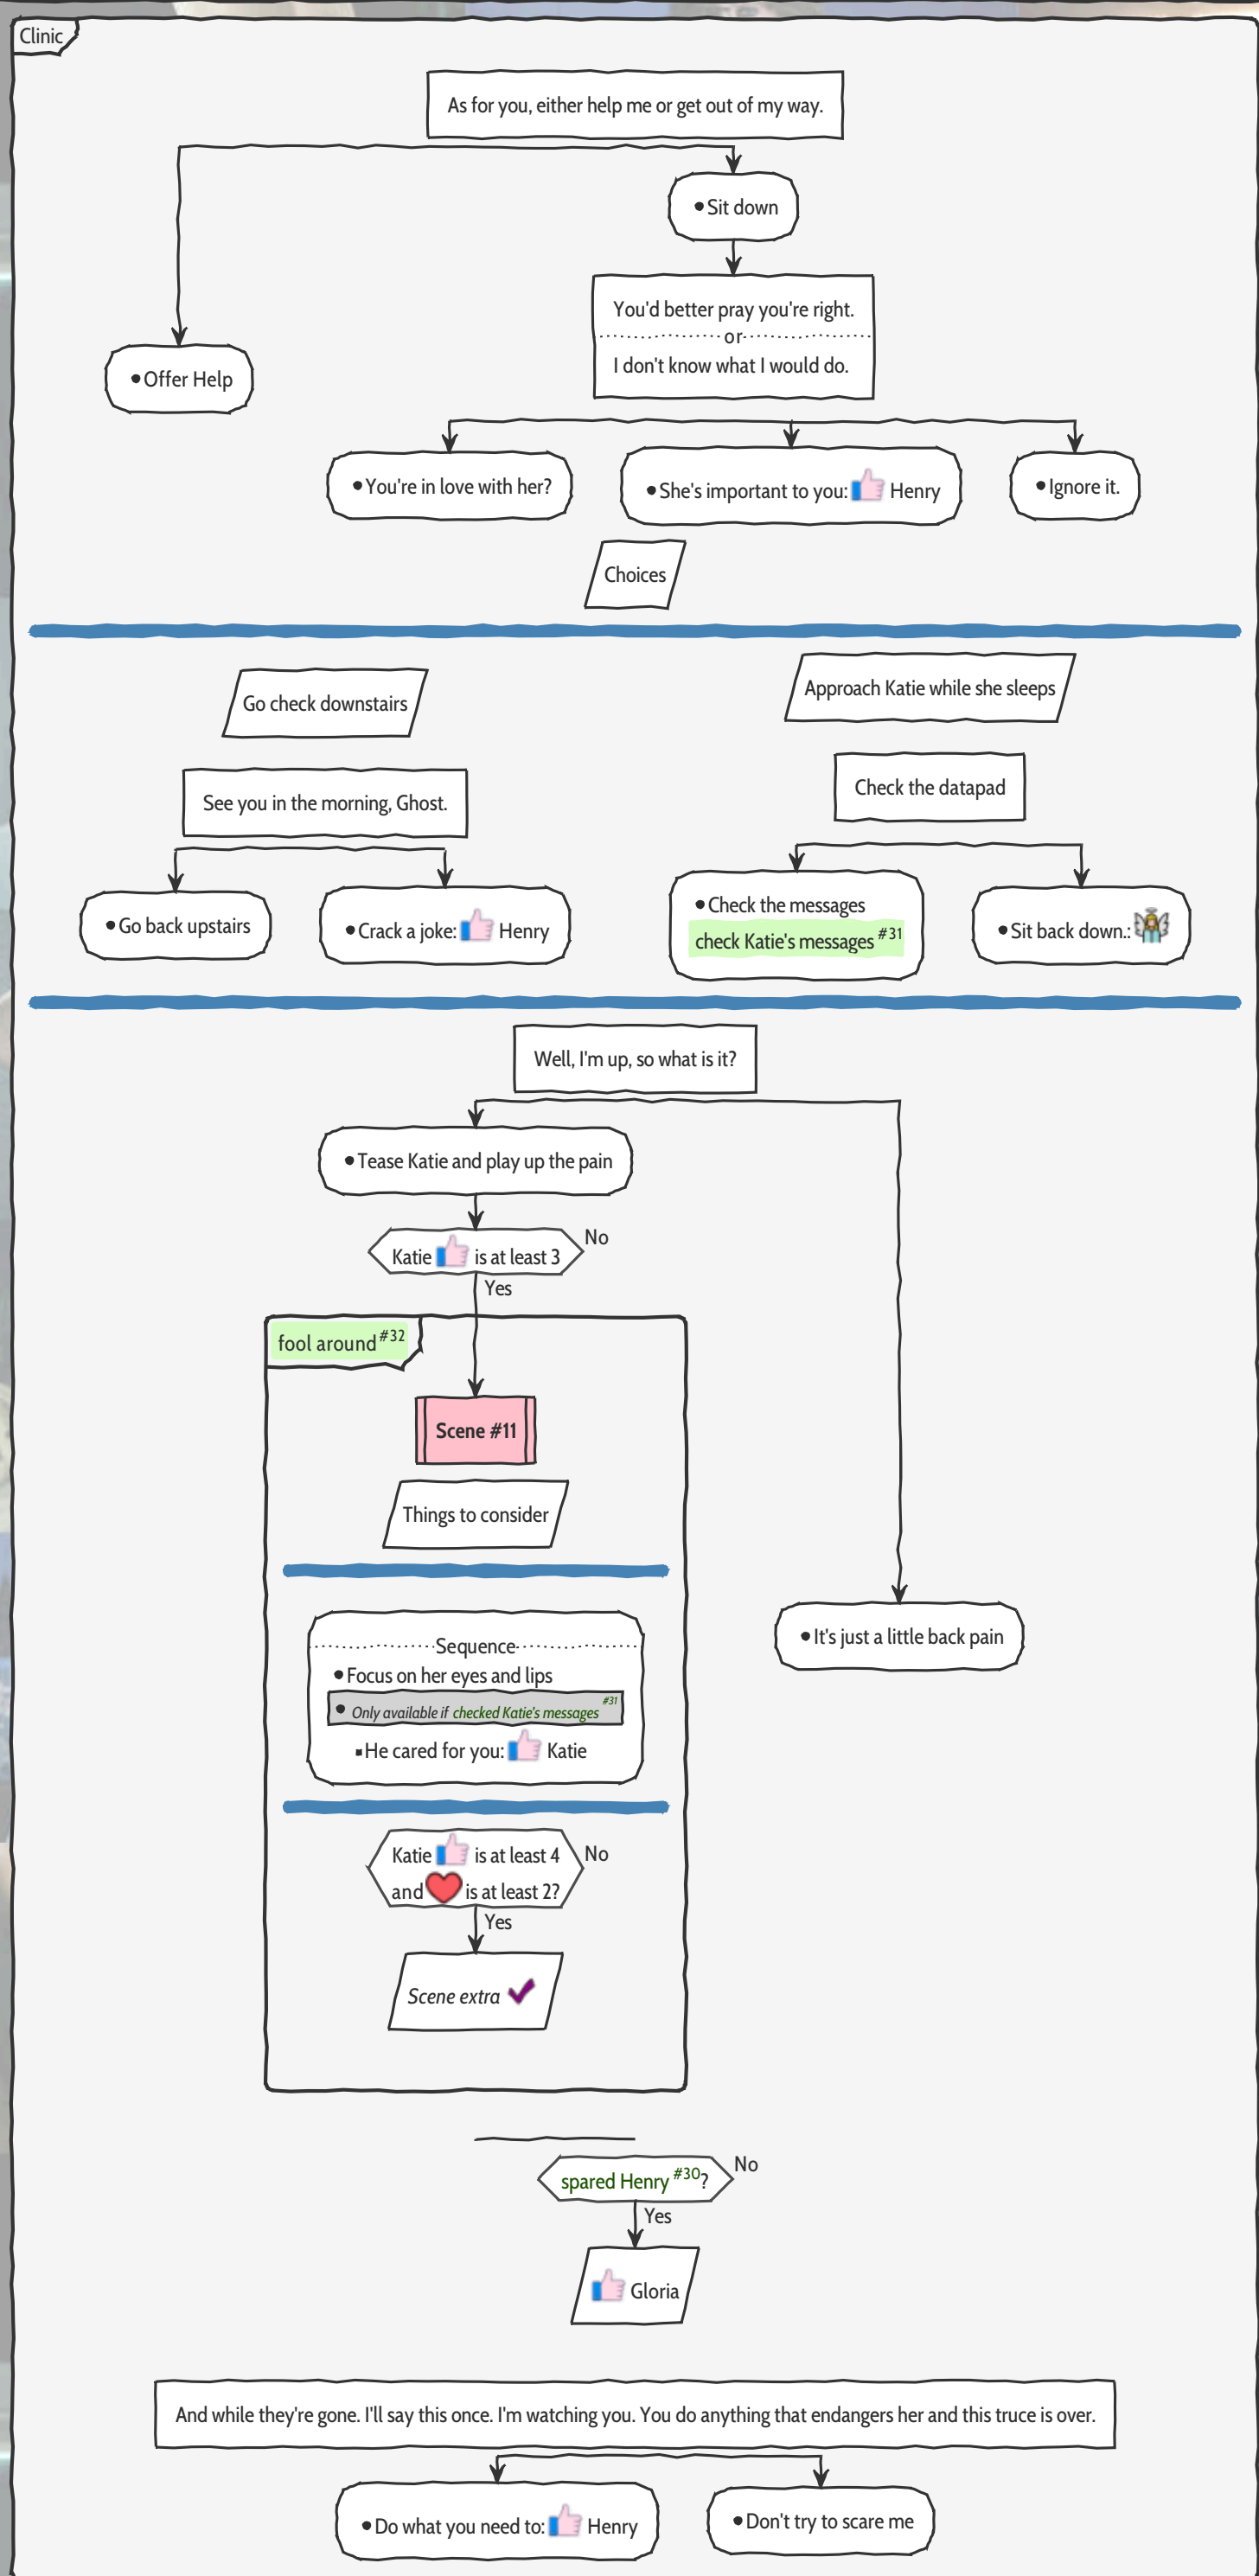 Clinic
As for you, either help me or get out of my way.
•Sit down
You'd better pray you're right.
or
I don't know what I would do.
•Offer Help
•You're in love with her?
•She's important to you: Henry
•Ignore it.
Choices
Go check downstairs
See you in the morning, Ghost.
•Go back upstairs
•Crack a joke: Henry
Approach Katie while she sleeps
Check the datapad
•Check the messages
check Katie's messages #31
•Sit back down.:
Well, I'm up, so what is it?
•Tease Katie and play up the pain
Katie is at least 3
No
Yes
fool around #32
Scene #11
Things to consider
Sequence
•Focus on her eyes and lips
• Only available if checked Katie's messages #31
▪He cared for you: Katie
•It's just a little back pain
Katie is at least 4
and is at least 2?
No
Yes
Scene extra
spared Henry #30?
No
Yes
Gloria
And while they're gone. I'll say this once. I'm watching you. You do anything that endangers her and this truce is over.
•Do what you need to: Henry
•Don't try to scare me